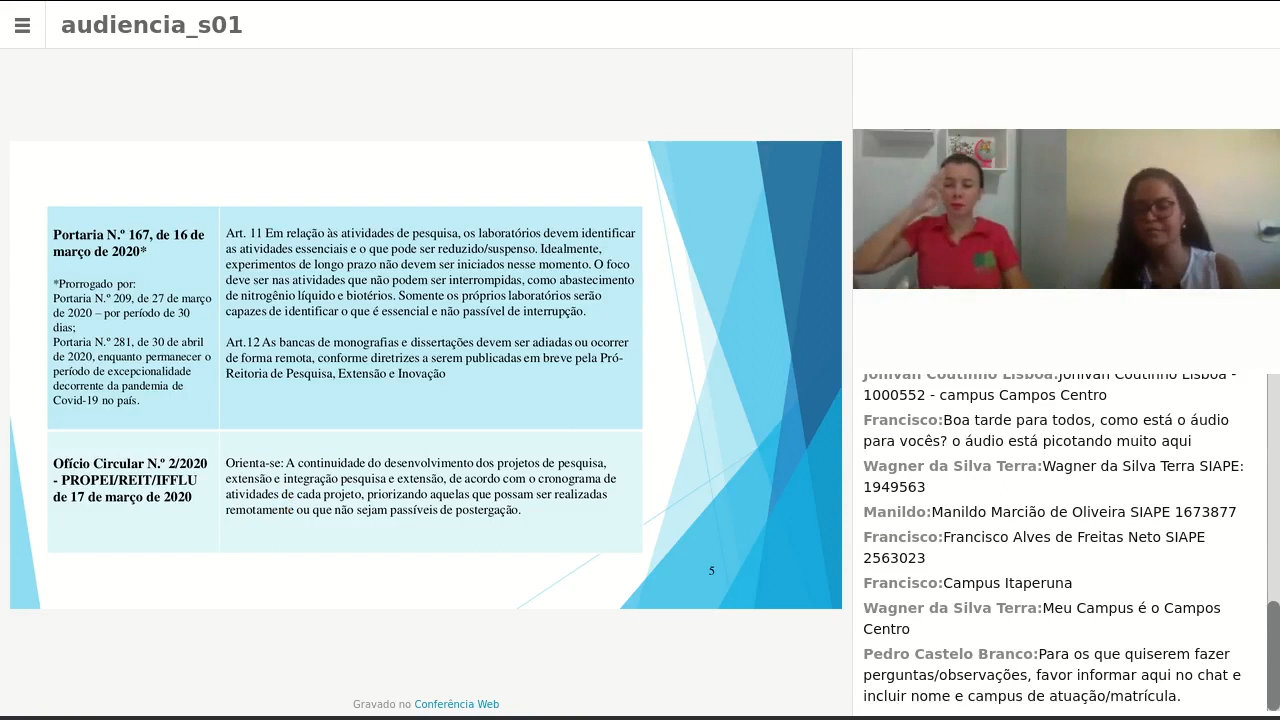 audiencia_s01
Portaria N.º 167, de 16 de
março de 2020*
*Prorrogado por:
Portaria N.º 209, de 27 de março
de 2020 – por período de 30
dias;
Portaria N.º 281, de 30 de abril
de 2020, enquanto permanecer o
período de excepcionalidade
decorrente da pandemia de
Covid-19 no país.
Art. 11 Em relação às atividades de pesquisa, os laboratórios devem identificar
as atividades essenciais e o que pode ser reduzido/suspenso. Idealmente,
experimentos de longo prazo não devem ser iniciados nesse momento. O foco
deve ser nas atividades que não podem ser interrompidas, como abastecimento
de nitrogênio líquido e biotérios. Somente os próprios laboratórios serão
capazes de identificar o que é essencial e não passível de interrupção.
Art.12 As bancas de monografias e dissertações devem ser adiadas ou ocorrer
de forma remota, conforme diretrizes a serem publicadas em breve pela Pró-
Reitoria de Pesquisa, Extensão e Inovação
Ofício Circular N.º 2/2020
- PROPEI/REIT/IFFLU
de 17 de março de 2020
Orienta-se: A continuidade do desenvolvimento dos projetos de pesquisa,
extensão e integração pesquisa e extensão, de acordo com o cronograma de
atividades de cada projeto, priorizando aquelas que possam ser realizadas
remotamente ou que não sejam passíveis de postergação.
5
Gravado no Conferência Web
Jonivan Coutinho Lisboa:Jonivan Coutinho Lisboa -
1000552 - campus Campos Centro
Francisco:Boa tarde para todos, como está o áudio
para vocês? o áudio está picotando muito aqui
Wagner da Silva Terra:Wagner da Silva Terra SIAPE:
1949563
Manildo:Manildo Marcião de Oliveira SIAPE 1673877
Francisco:Francisco Alves de Freitas Neto SIAPE
2563023
Francisco:Campus Itaperuna
Wagner da Silva Terra:Meu Campus é o Campos
Centro
Pedro Castelo Branco:Para os que quiserem fazer
perguntas/observações, favor informar aqui no chat e
incluir nome e campus de atuação/matrícula.